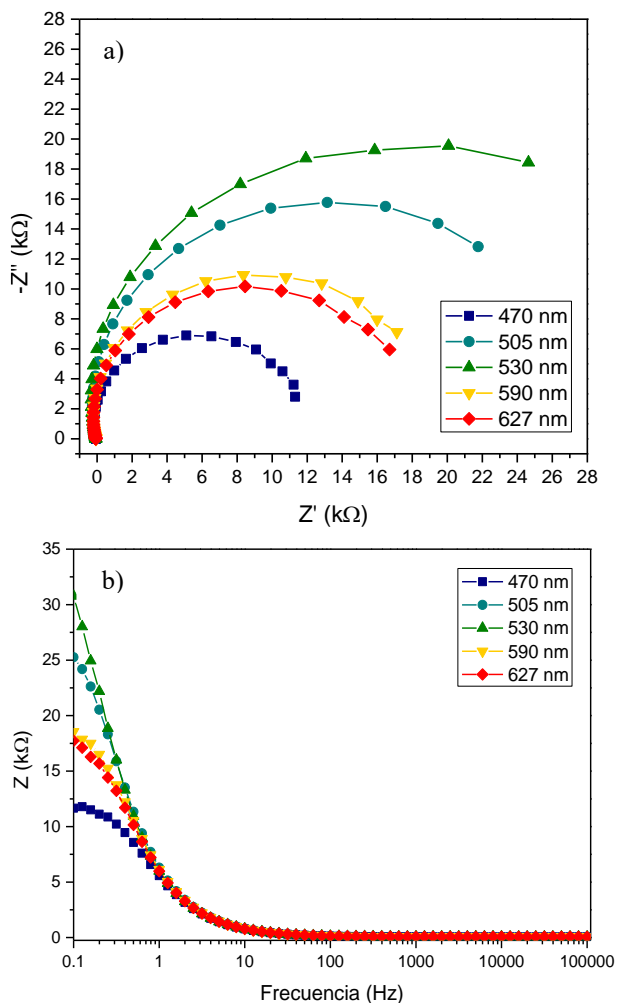 a)
28
26
24
22
20
18
16
14
12
10
8
6
4
2
0
-Z" (kΩ)
470 nm
505 nm
530 nm
590 nm
627 nm
0 2 4 6 8 10 12 14 16 18 20 22 24 26 28
Z' (kΩ)
b)
35
30
25
20
15
10
5
0
Z (kΩ)
470 nm
505 nm
530 nm
590 nm
627 nm
0.1 1 10 100 1000 10000 100000
Frecuencia (Hz)